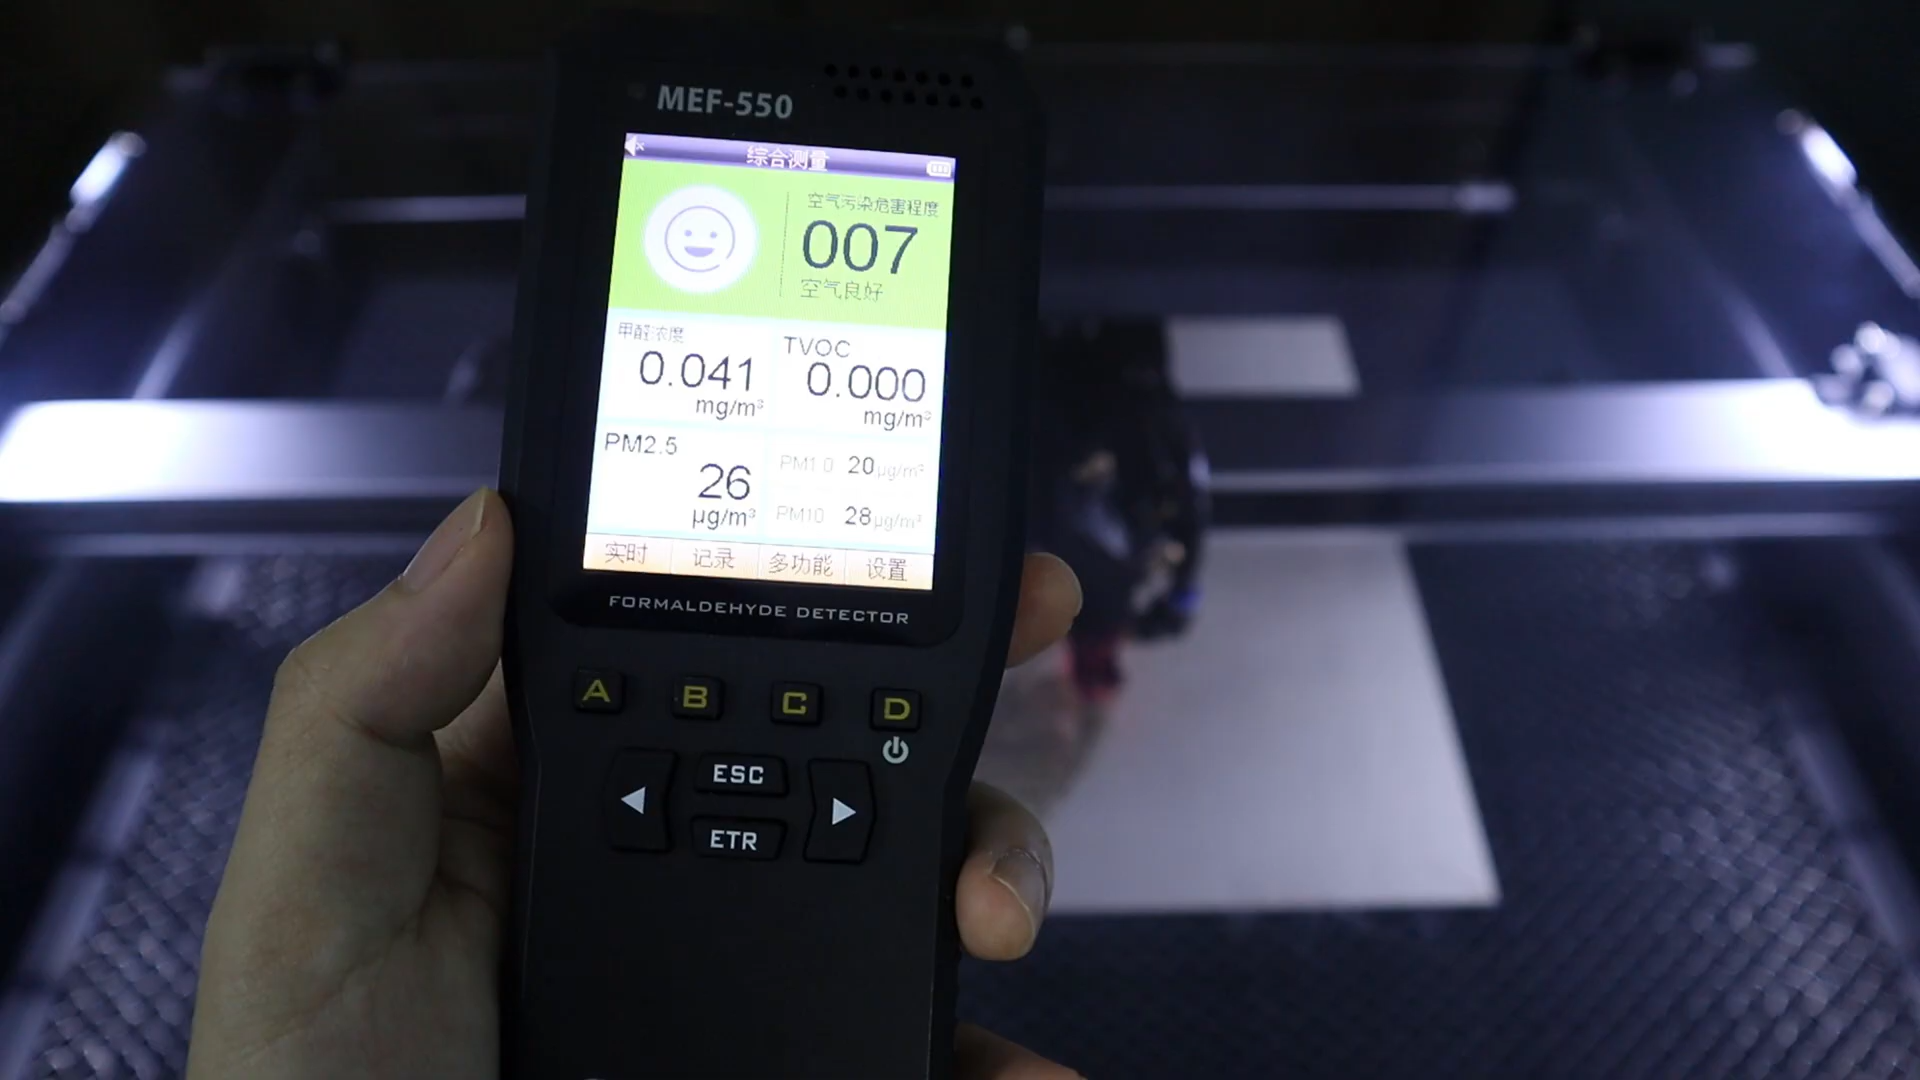 MEF-550
综合测量
空气污染危害程度
007
空气良好
甲醛浓度
0.041
mg/m³
TVOC
0.000
mg/m³
PM2.5
26
μg/m³
PM1.0 20μg/m³
PM10 28μg/m³
实时 记录 多功能 设置
FORMALDEHYDE DETECTOR
A B C D
ESC
ETR